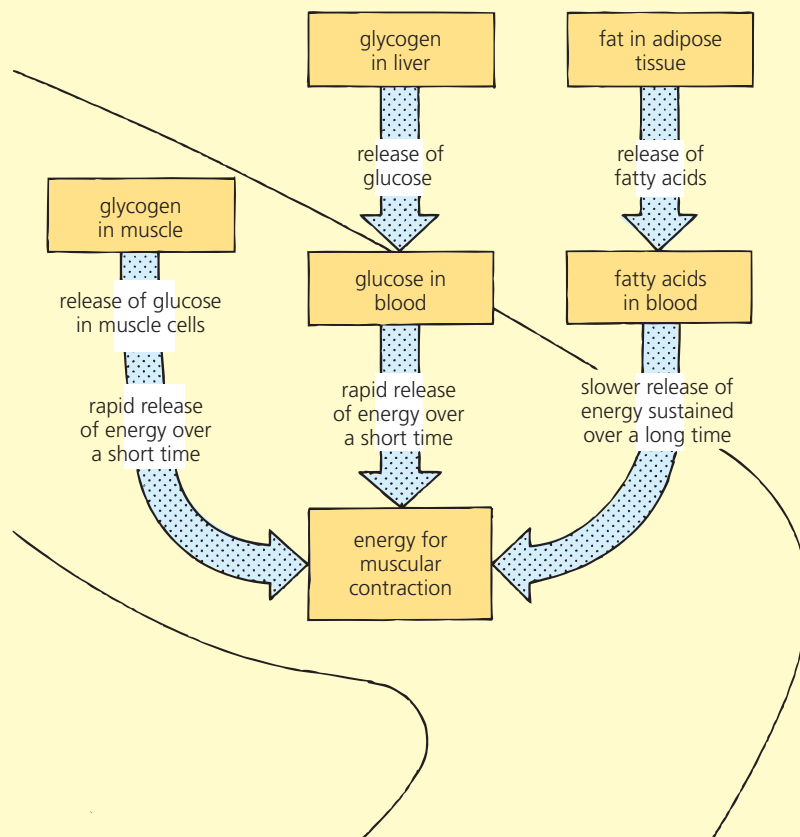 glycogen
in liver
fat in adipose
tissue
release of
glucose
release of
fatty acids
glycogen
in muscle
glucose in
blood
fatty acids
in blood
release of glucose
in muscle cells
rapid release
of energy over
a short time
rapid release
of energy over
a short time
slower release of
energy sustained
over a long time
energy for
muscular
contraction